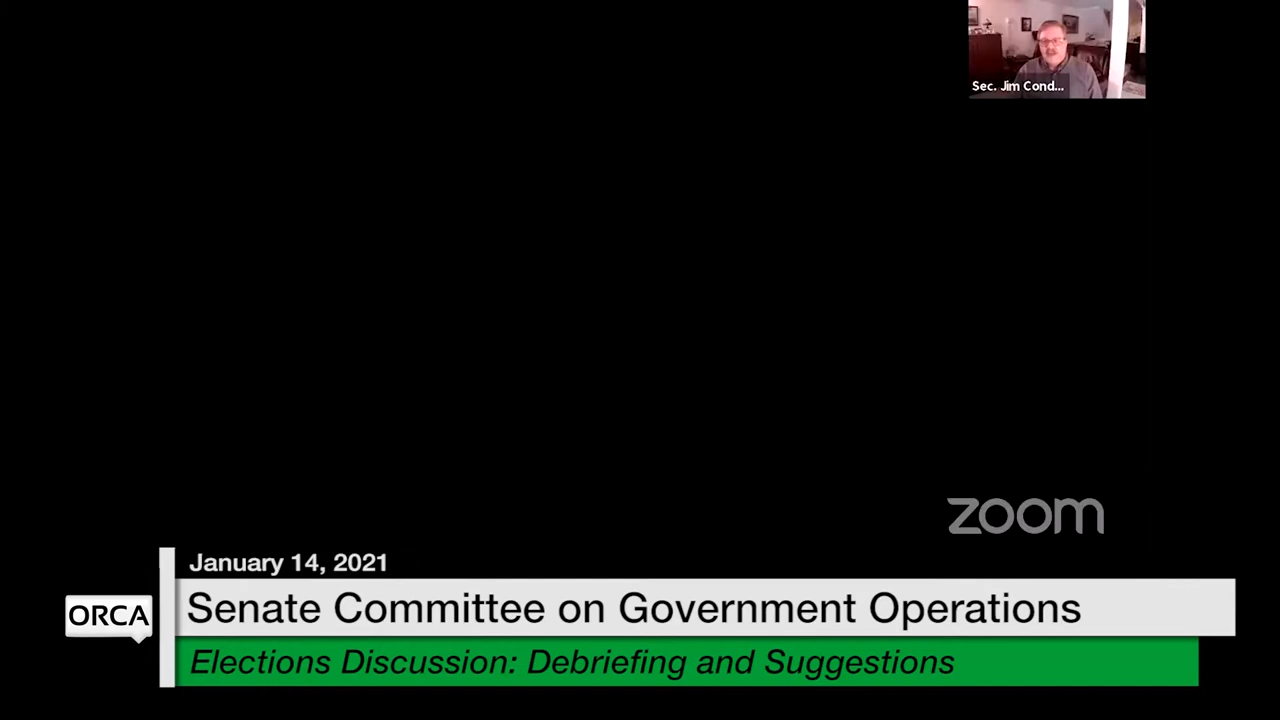 Sec. Jim Cond...
zoom
January 14, 2021
Senate Committee on Government Operations
ORCA
Elections Discussion: Debriefing and Suggestions